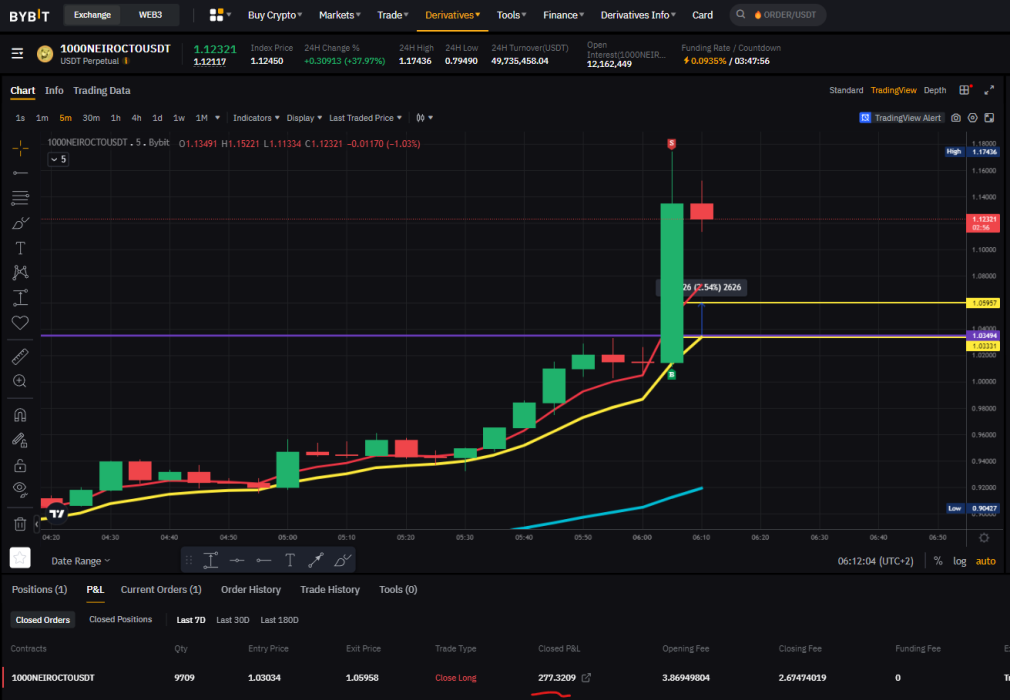 BYBIT Exchange WEB3 Buy Crypto Markets Trade Derivatives Tools Finance Derivatives Info Card ORDER/USDT
1000NEIROCTOUSDT 1.12321 Index Price 24H Change % 24H High 24H Low 24H Turnover(USDT) Open Interest(1000NEIR... Funding Rate / Countdown
USDT Perpetual 1.12117 1.12450 +0.30913 (+37.97%) 1.17436 0.79490 49,735,458.04 12,162,449 0.0935% / 03:47:56
Chart Info Trading Data Standard TradingView Depth
1s 1m 5m 30m 1h 4h 1d 1w 1M Indicators Display Last Traded Price TradingView Alert
1000NEIROCTOUSDT . 5 . Bybit O1.13491 H1.15221 L1.11334 C1.12321 -0.01170 (-1.03%)
5
S
1.18000
High 1.17436
1.16000
1.14000
1.12321
02:56
1.10000
1.08000
26 (2.54%) 2626
1.05957
1.04000
1.03494
1.03331
1.02000
B
1.00000
0.98000
0.96000
0.94000
0.92000
Low 0.90427
0.90000
04:20 04:30 04:40 04:50 05:00 05:10 05:20 05:30 05:40 05:50 06:00 06:10 06:20 06:30 06:40 06:50
Date Range 06:12:04 (UTC+2) % log auto
Positions (1) P&L Current Orders (1) Order History Trade History Tools (0)
Closed Orders Closed Positions Last 7D Last 30D Last 180D
Contracts Qty Entry Price Exit Price Trade Type Closed P&L Opening Fee Closing Fee Funding Fee
1000NEIROCTOUSDT 9709 1.03034 1.05958 Close Long 277.3209 3.86949804 2.67474019 0